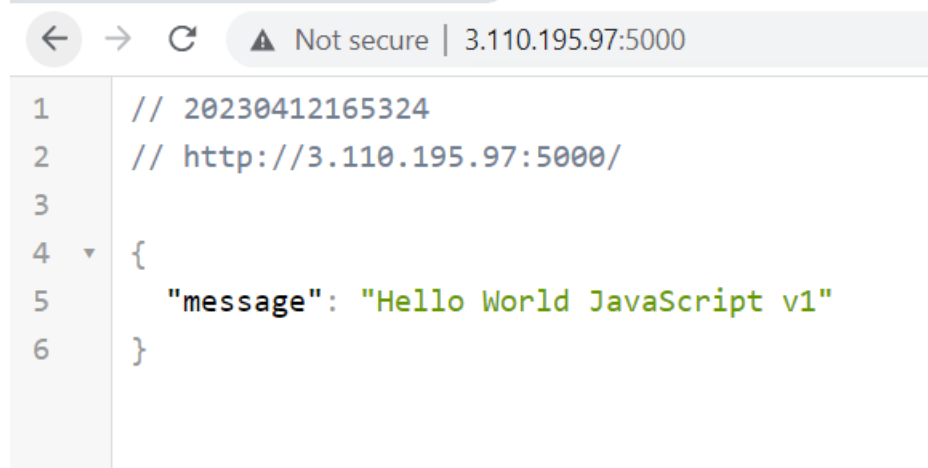 Not secure | 3.110.195.97:5000
1 // 20230412165324
2 // http://3.110.195.97:5000/
3
4 {
5 "message": "Hello World JavaScript v1"
6 }